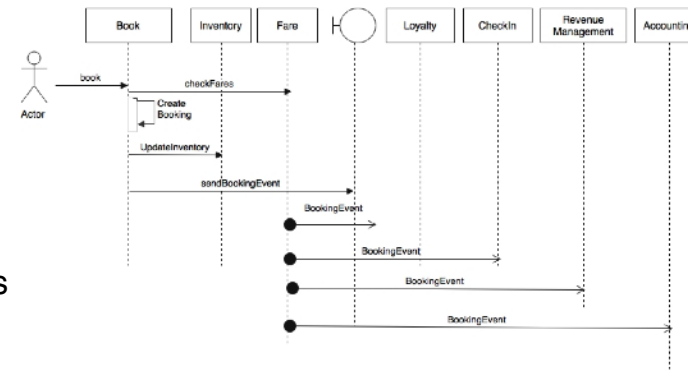 Book
Inventory
Fare
Loyalty
CheckIn
Revenue
Management
Accountin
book
checkFares
Actor
Create
Booking
UpdateInventory
sendBookingEvent
BookingEvent
BookingEvent
s
BookingEvent
BookingEvent